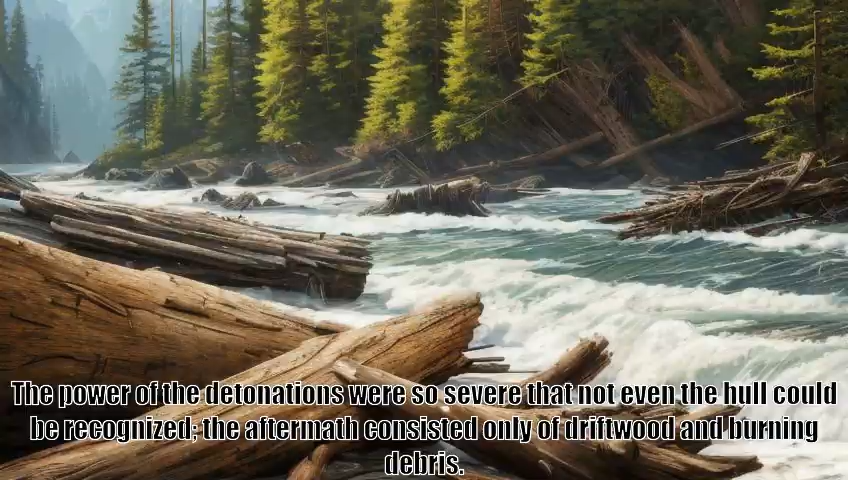 The power of the detonations were so severe that not even the hull could
be recognized; the aftermath consisted only of driftwood and burning
debris.